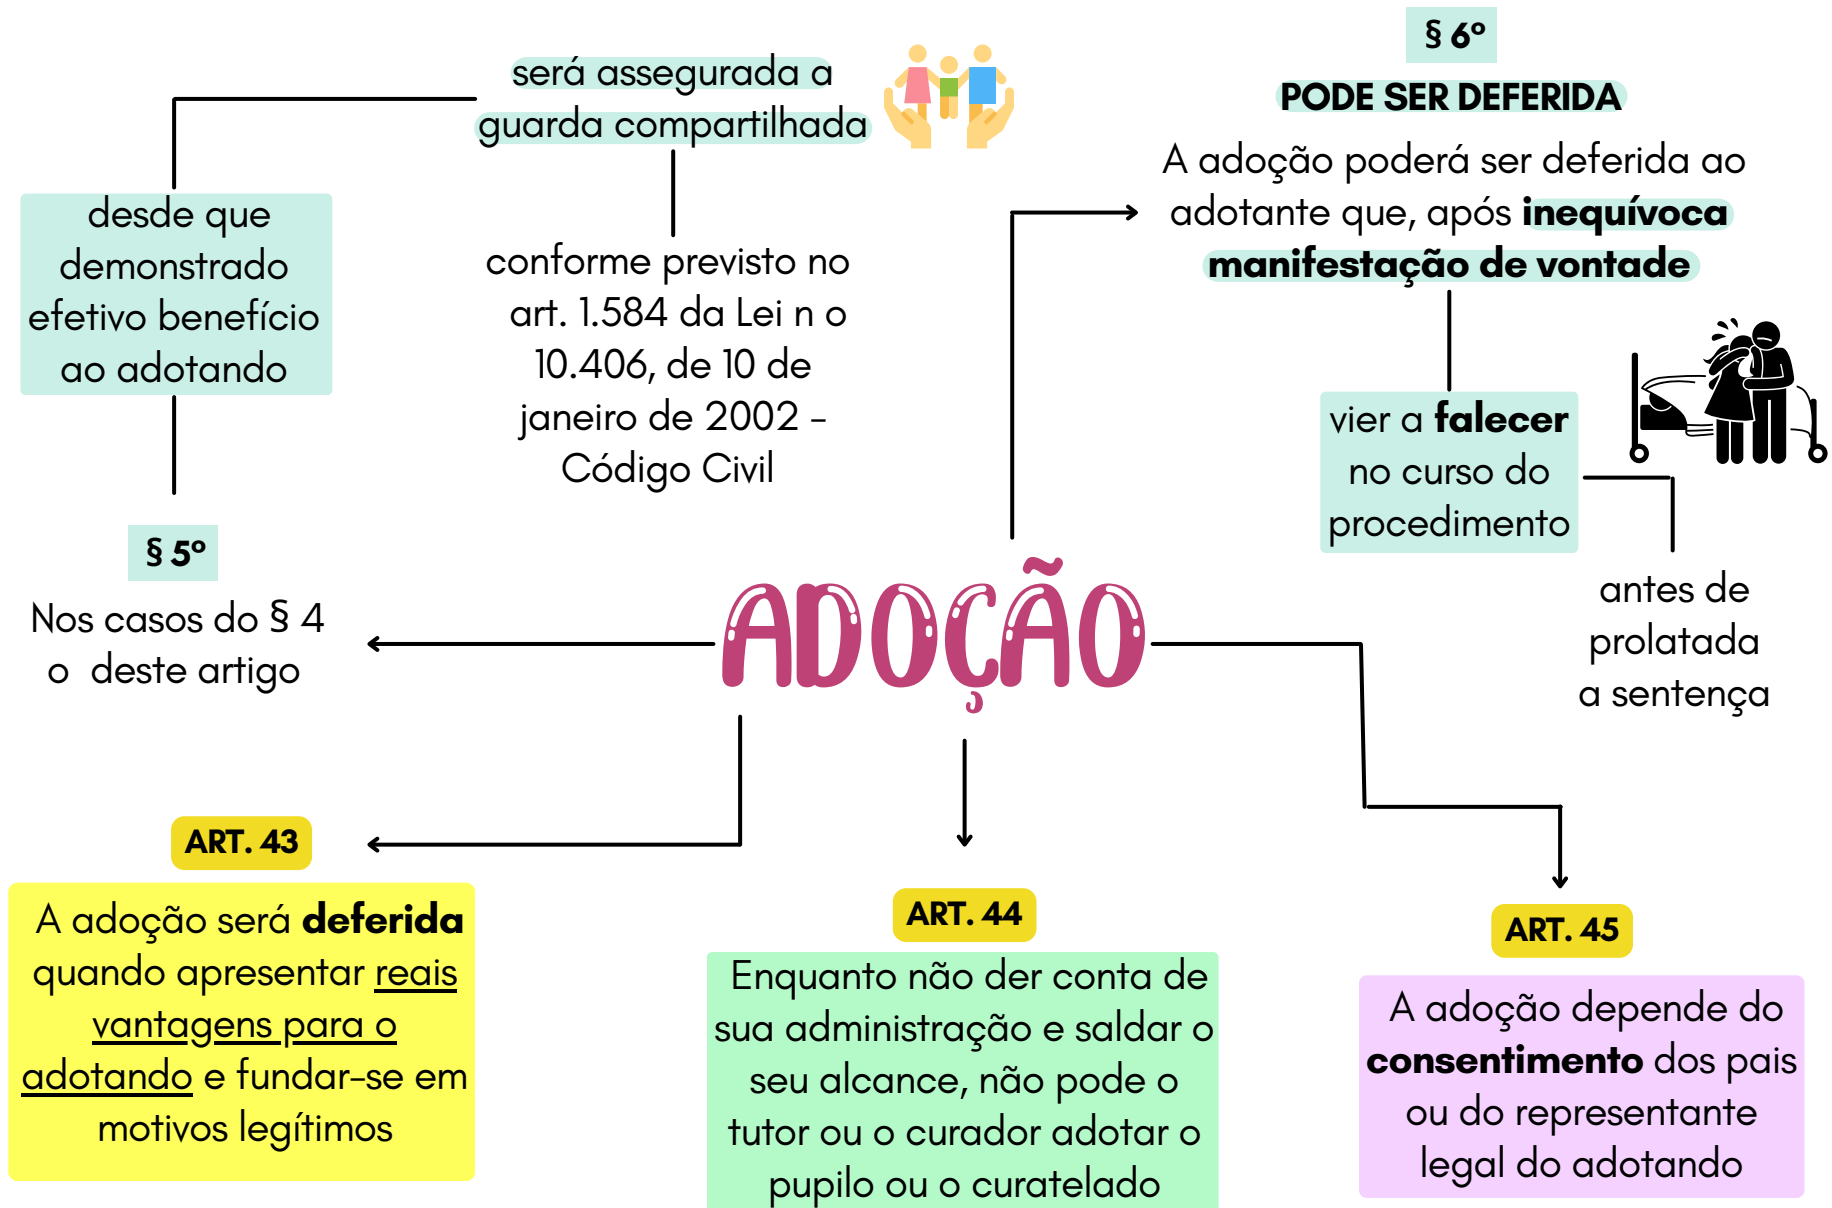 será assegurada a
guarda compartilhada
desde que
demonstrado
efetivo benefício
ao adotando
conforme previsto no
art. 1.584 da Lei n o
10.406, de 10 de
janeiro de 2002 -
Código Civil
§ 5º
Nos casos do § 4
o deste artigo
§ 6º
PODE SER DEFERIDA
A adoção poderá ser deferida ao
adotante que, após inequívoca
manifestação de vontade
vier a falecer
no curso do
procedimento
antes de
prolatada
a sentença
ADOÇÃO
ART. 43
A adoção será deferida
quando apresentar reais
vantagens para o
adotando e fundar-se em
motivos legítimos
ART. 44
Enquanto não der conta de
sua administração e saldar o
seu alcance, não pode o
tutor ou o curador adotar o
pupilo ou o curatelado
ART. 45
A adoção depende do
consentimento dos pais
ou do representante
legal do adotando